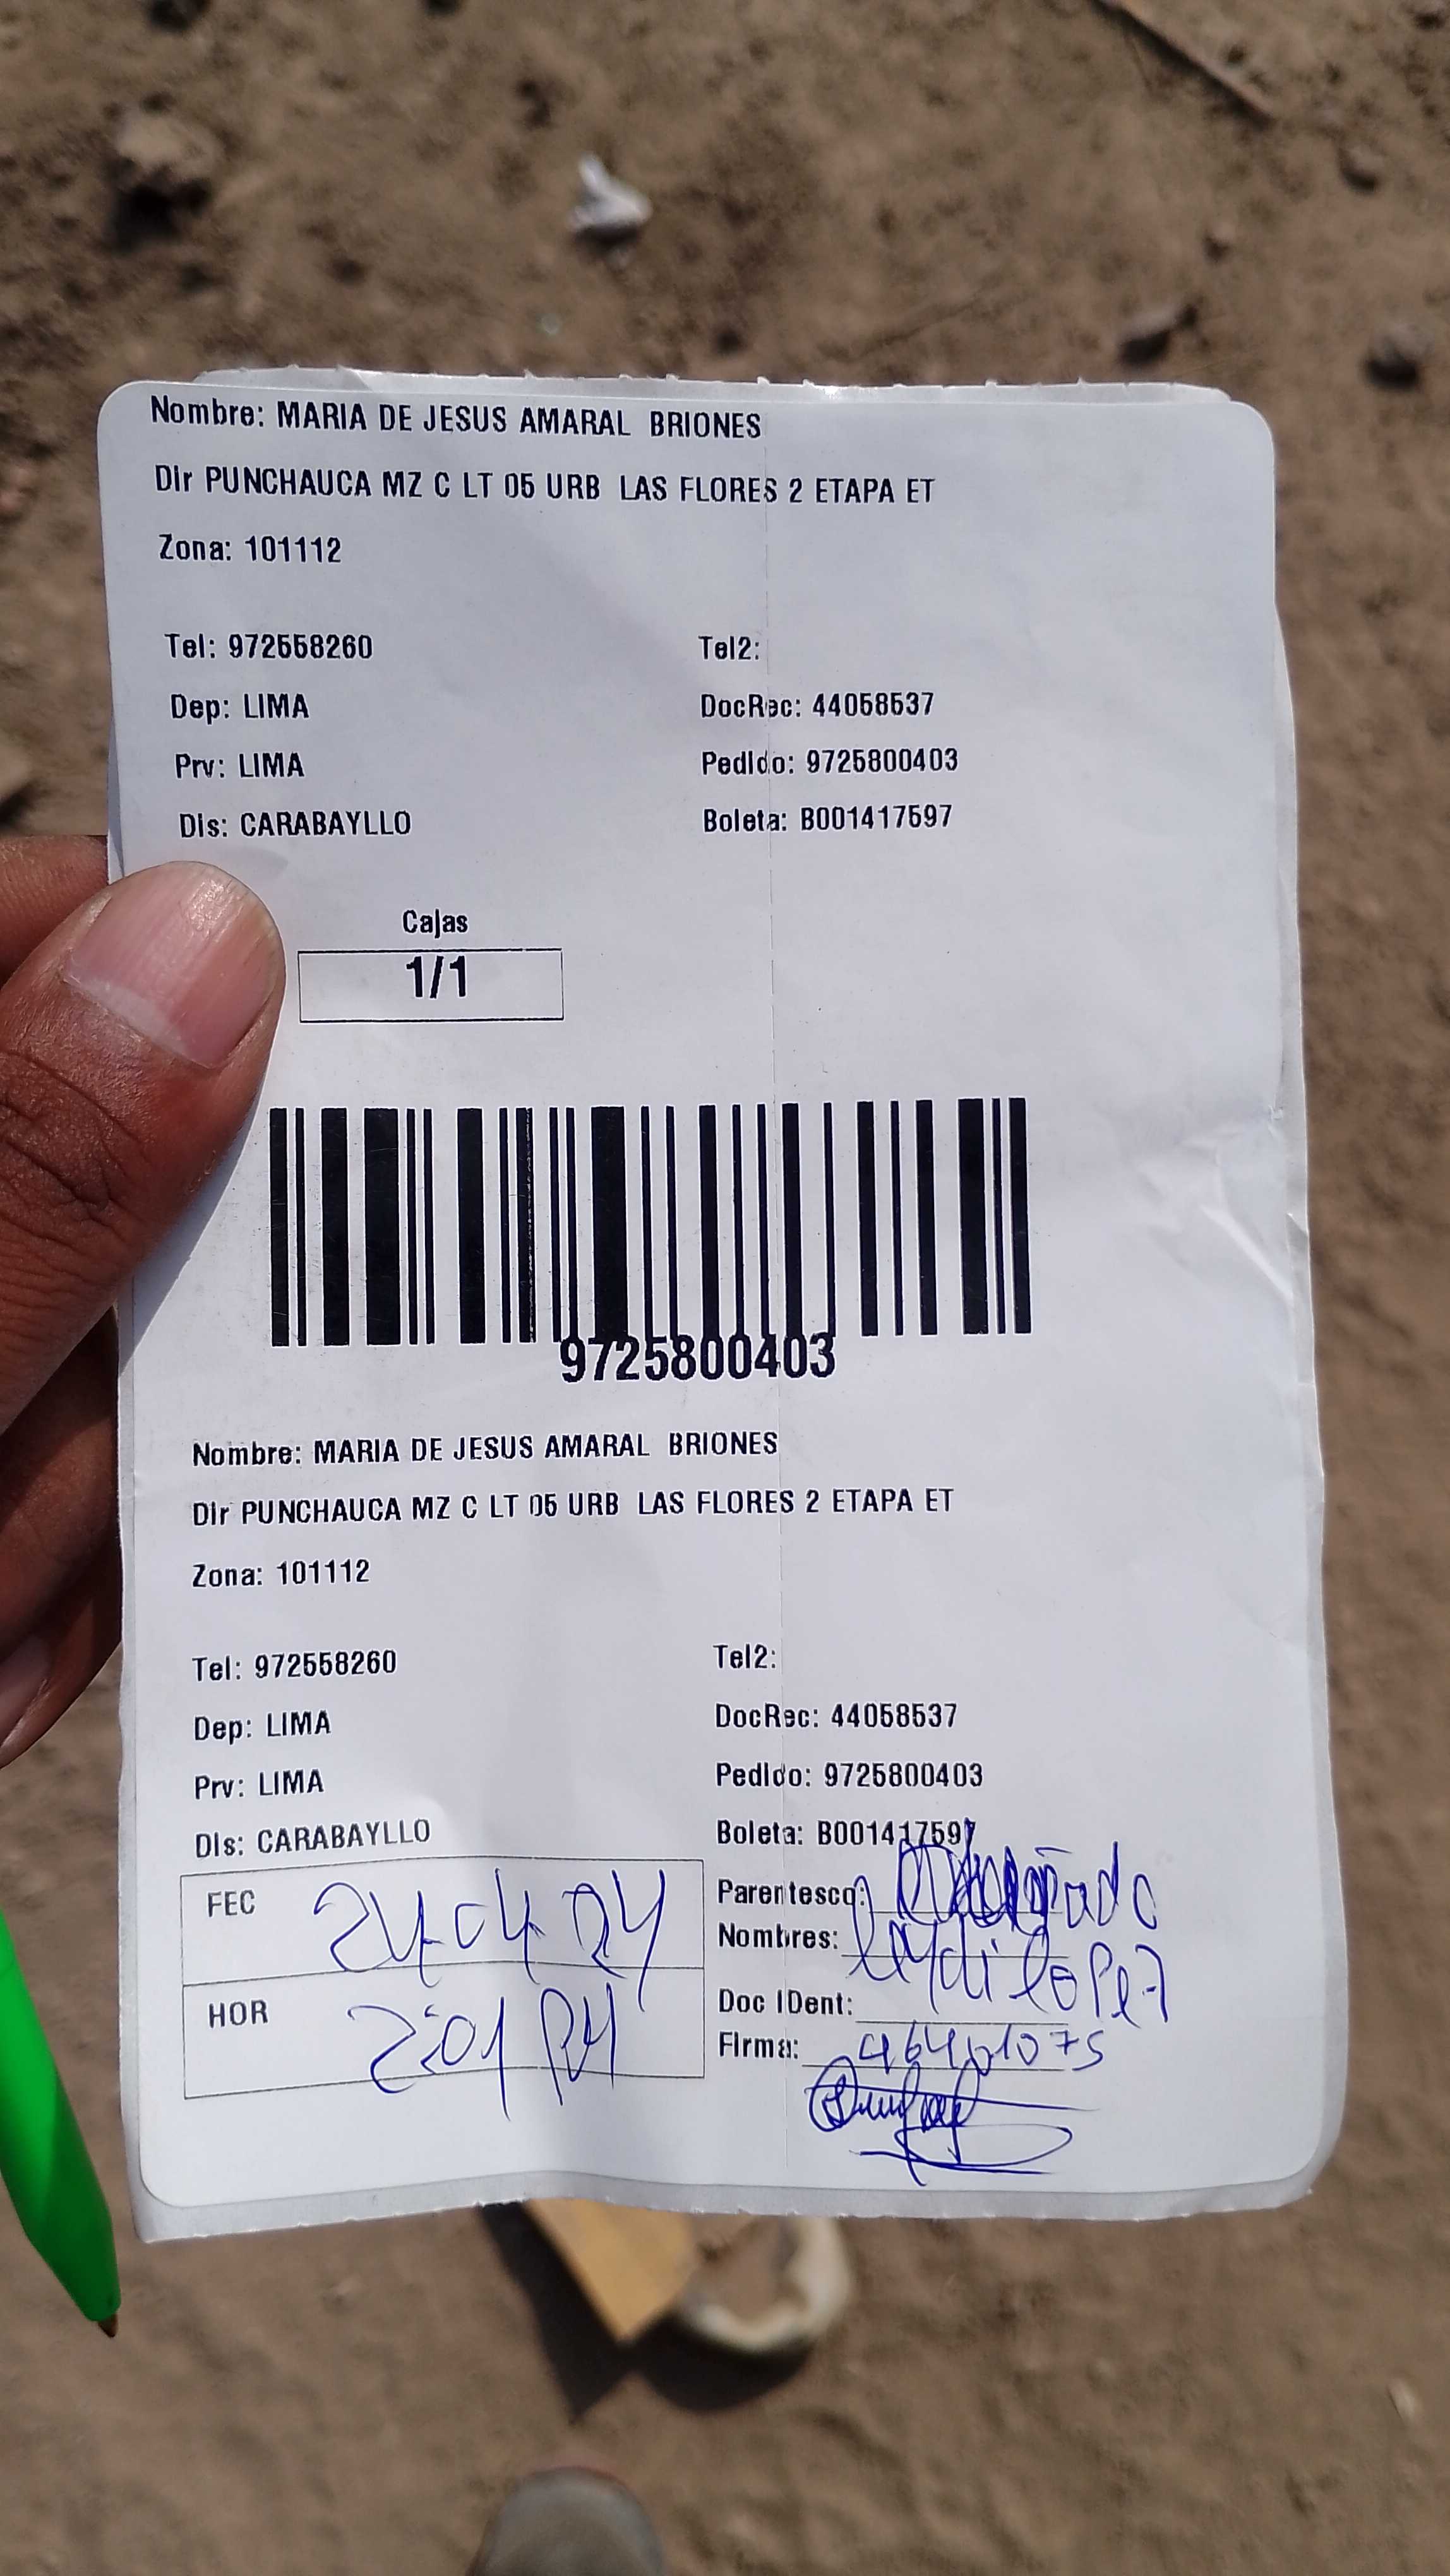 Nombre: MARIA DE JESUS AMARAL BRIONES
Dir PUNCHAUCA MZ C LT 05 URB LAS FLORES 2 ETAPA ET
Zona: 101112
Tel: 972558260 Tel2:
Dep: LIMA DocRec: 44058537
Prv: LIMA Pedido: 9725800403
Dis: CARABAYLLO Boleta: B001417597
Cajas
1/1
9725800403
Nombre: MARIA DE JESUS AMARAL BRIONES
Dir PUNCHAUCA MZ C LT 05 URB LAS FLORES 2 ETAPA ET
Zona: 101112
Tel: 972558260 Tel2:
Dep: LIMA DocRec: 44058537
Prv: LIMA Pedido: 9725800403
Dis: CARABAYLLO Boleta: B001417597
FEC 24-04-24 Parentesco:
Nombres: Leydi Lopez
HOR 2:01 PM Doc IDent:
Firma: